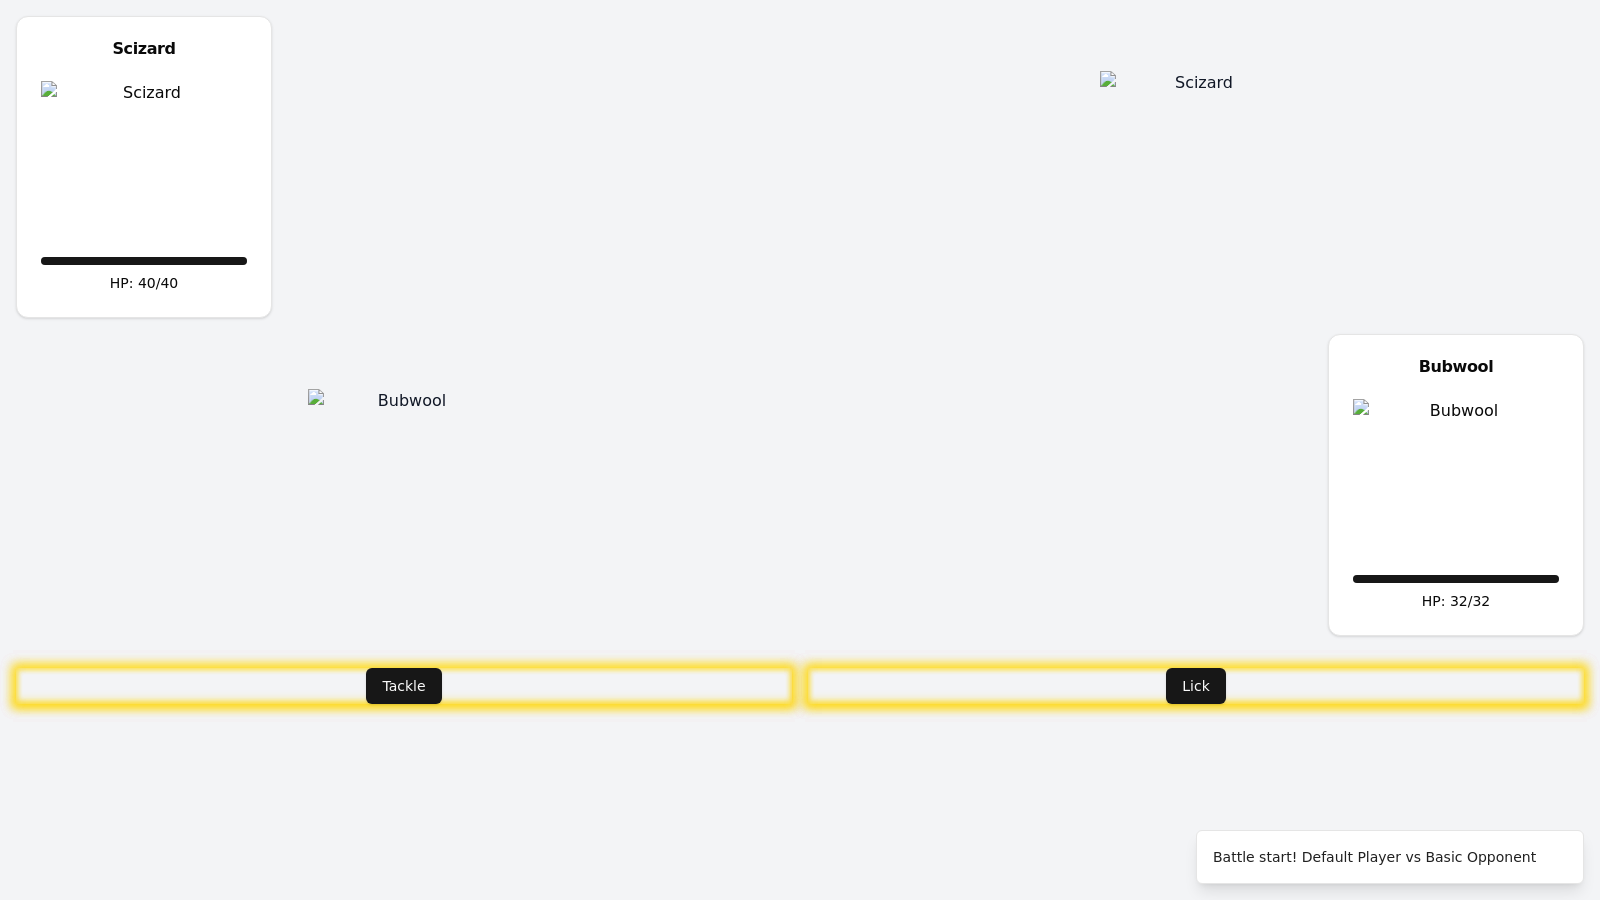 Scizard
Scizard
HP: 40/40
Scizard
Bubwool
Bubwool
Bubwool
HP: 32/32
Tackle
Lick
Battle start! Default Player vs Basic Opponent